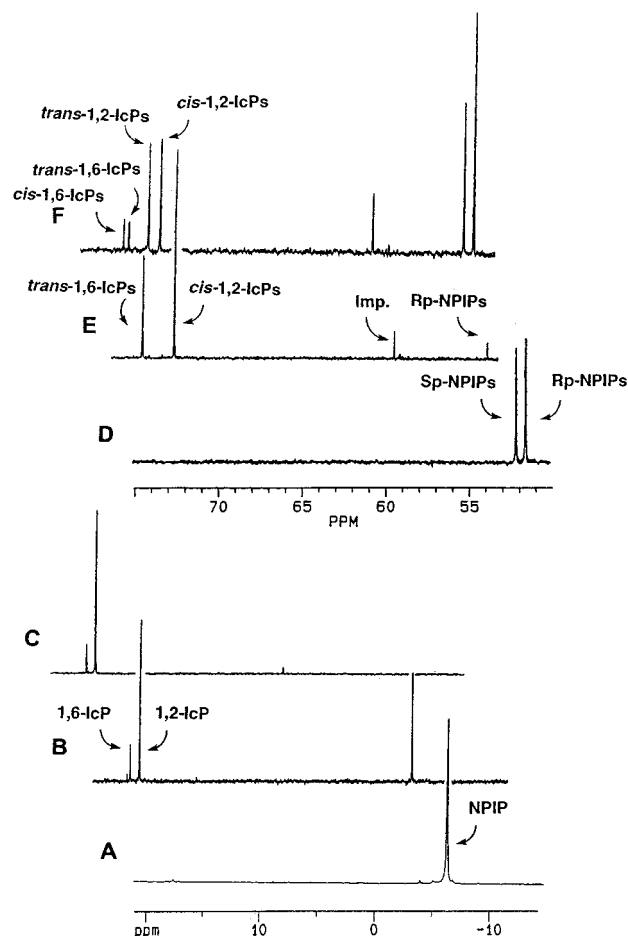 trans-1,2-IcPs
cis-1,2-IcPs
trans-1,6-IcPs
cis-1,6-IcPs
F
trans-1,6-IcPs
cis-1,2-IcPs
E
Imp.
Rp-NPIPs
Sp-NPIPs
Rp-NPIPs
D
70 65 60 55
PPM
C
1,6-IcP
1,2-IcP
B
NPIP
A
ppm 10 0 -10